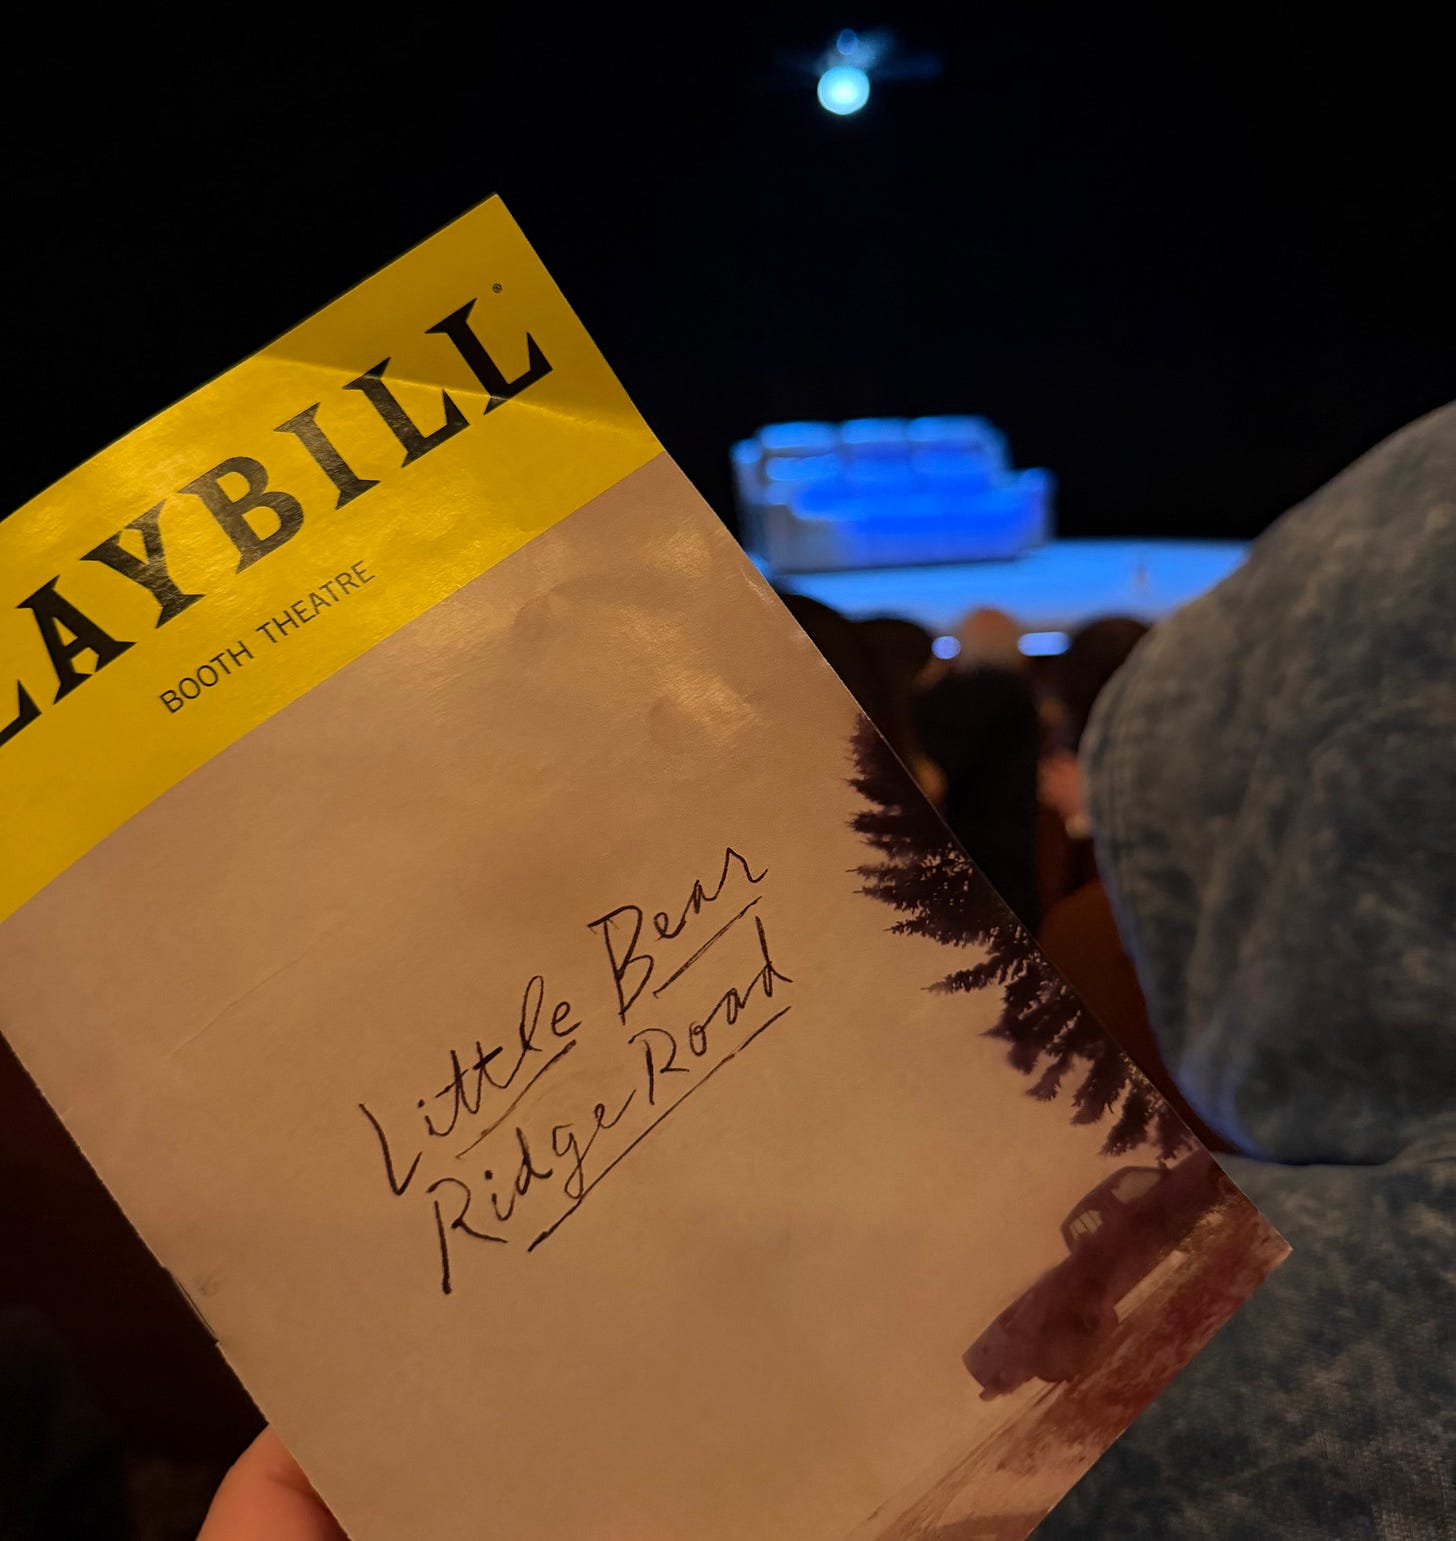 LAYBILL®
BOOTH THEATRE
Little Bear
Ridge Road